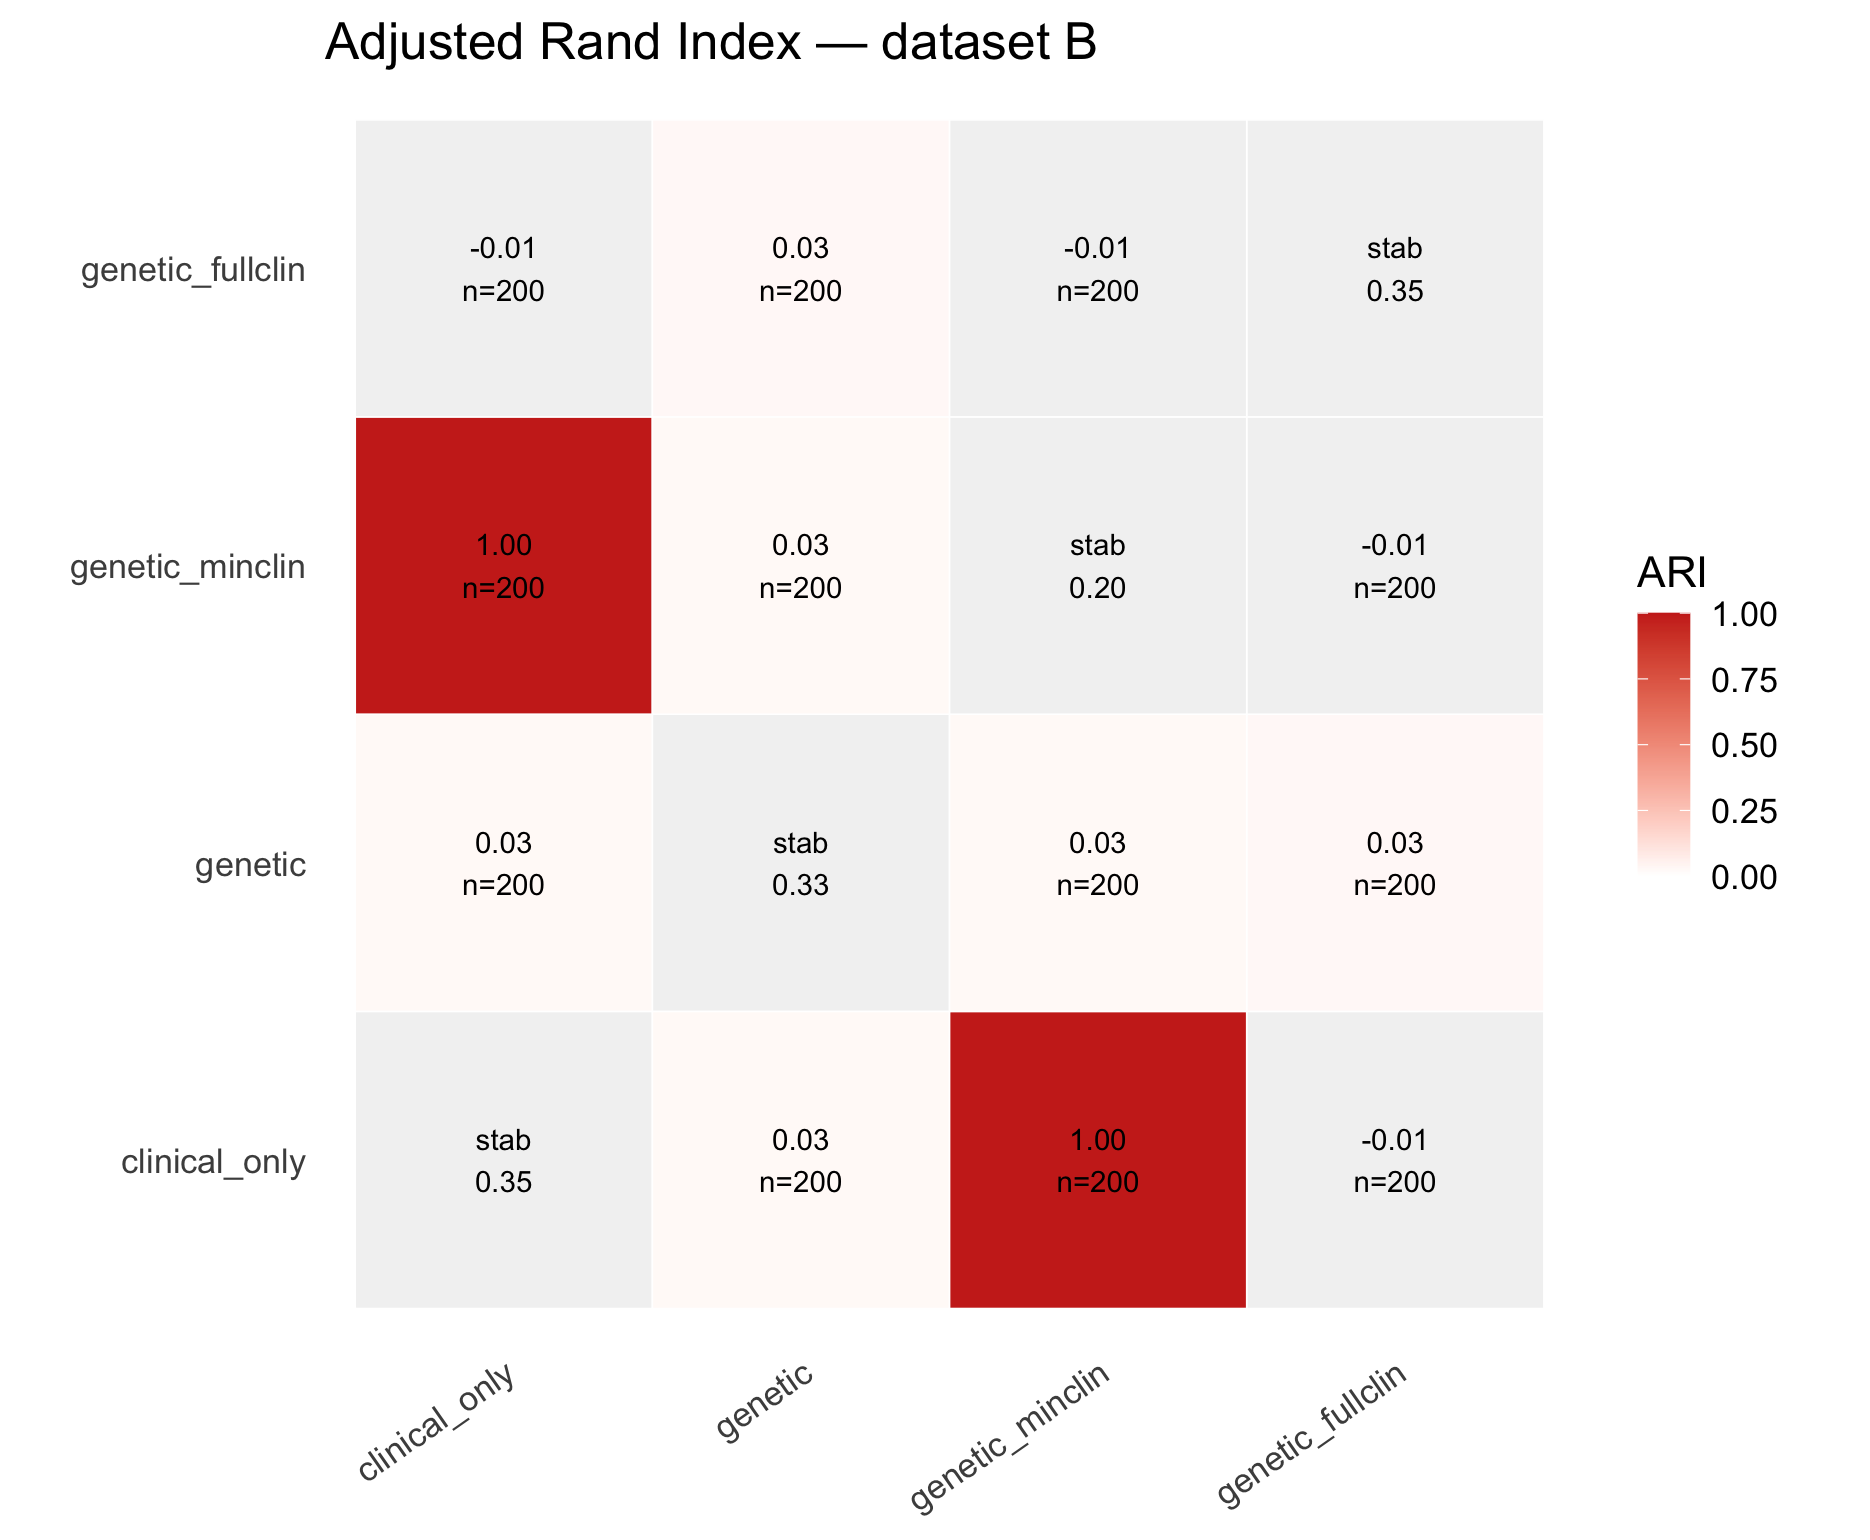 Adjusted Rand Index — dataset B
genetic_fullclin
-0.01
n=200
0.03
n=200
-0.01
n=200
stab
0.35
genetic_minclin
1.00
n=200
0.03
n=200
stab
0.20
-0.01
n=200
genetic
0.03
n=200
stab
0.33
0.03
n=200
0.03
n=200
clinical_only
stab
0.35
0.03
n=200
1.00
n=200
-0.01
n=200
clinical_only
genetic
genetic_minclin
genetic_fullclin
ARI
1.00
0.75
0.50
0.25
0.00